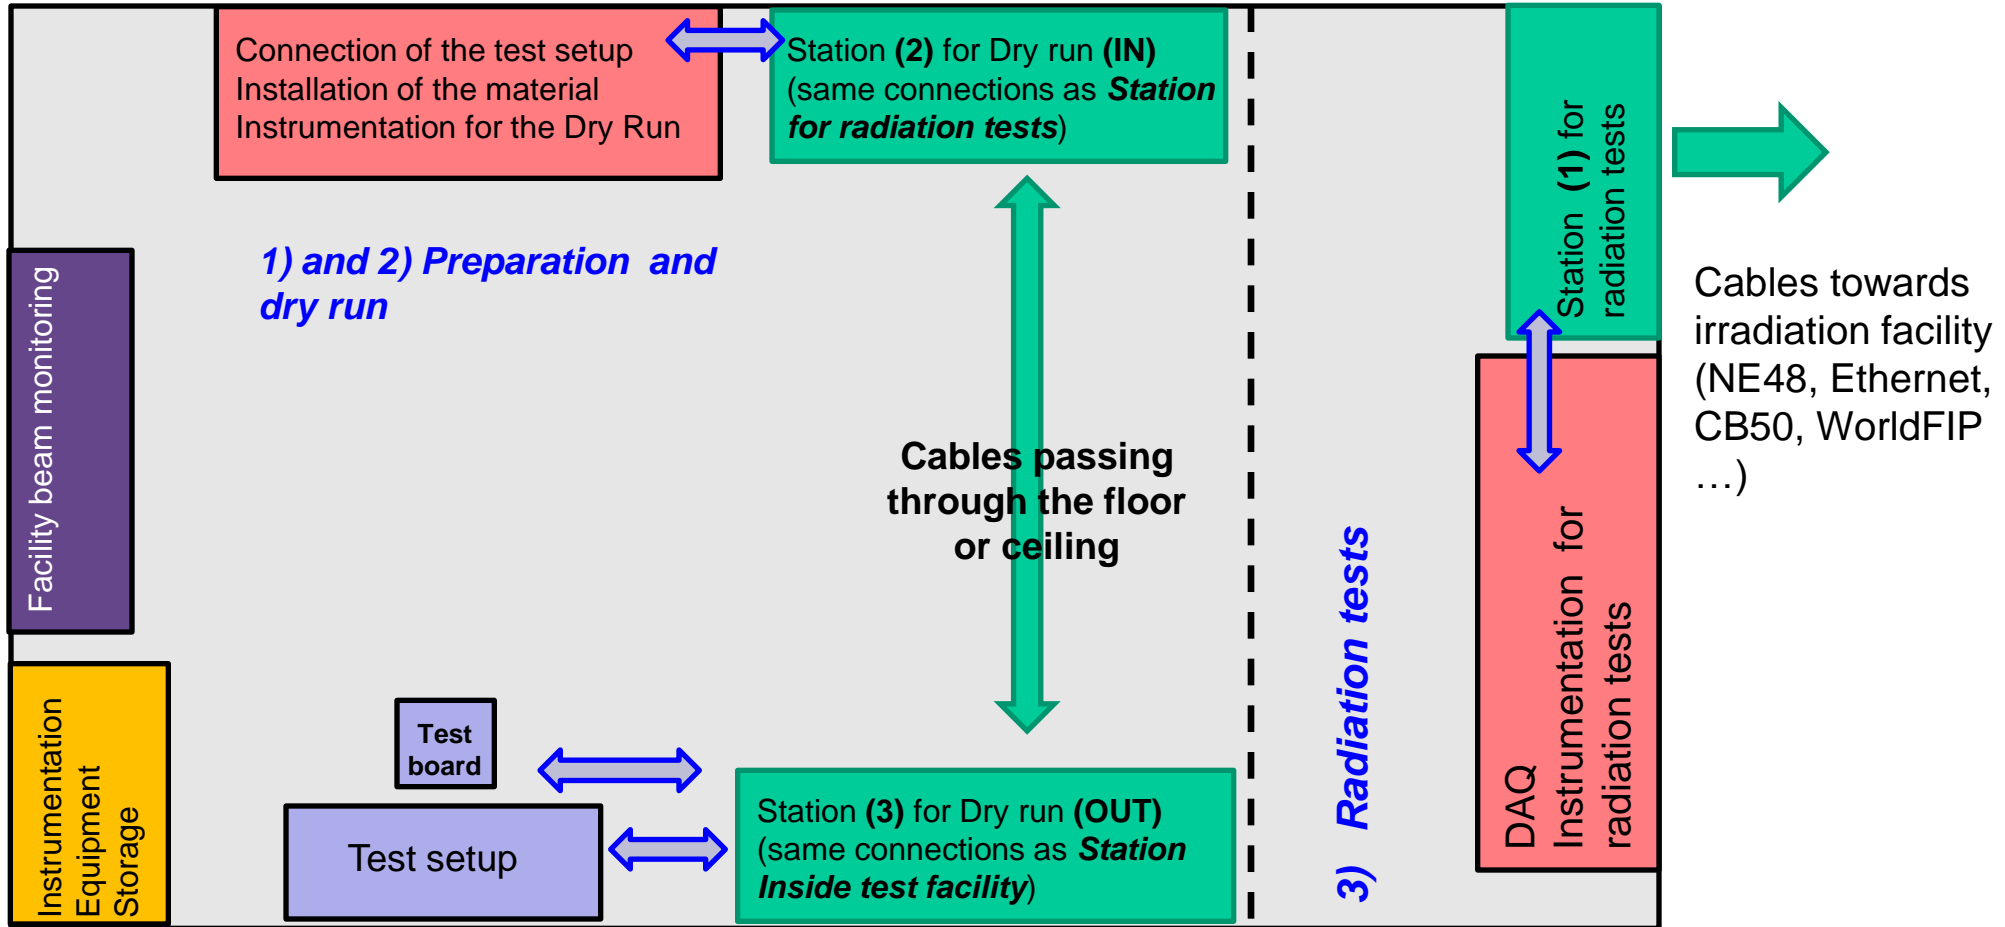 Connection of the test setup
Installation of the material
Instrumentation for the Dry Run
Station (2) for Dry run (IN)
(same connections as Station
for radiation tests)
Station (1) for
radiation tests
1) and 2) Preparation and
dry run
Facility beam monitoring
Cables towards
irradiation facility
(NE48, Ethernet,
CB50, WorldFIP
…)
Cables passing
through the floor
or ceiling
3) Radiation tests
DAQ
Instrumentation for
radiation tests
Instrumentation
Equipment
Storage
Test
board
Test setup
Station (3) for Dry run (OUT)
(same connections as Station
Inside test facility)